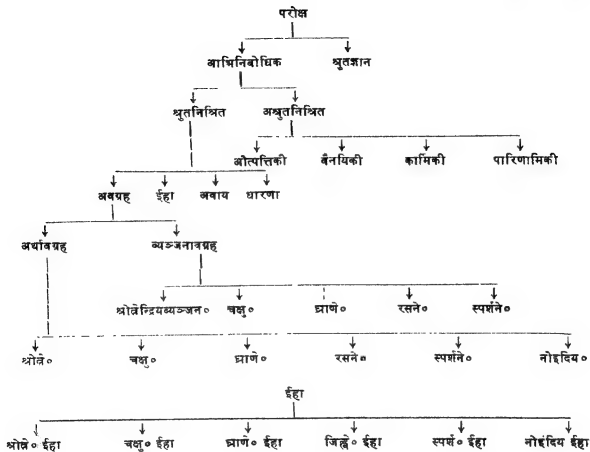 परोक्ष
आभिनिबोधिक श्रुतज्ञान
श्रुतनिश्रित अश्रुतनिश्रित
औत्पत्तिकी वैनयिकी कार्मिकी पारिणामिकी
अवग्रह ईहा अवाय धारणा
अर्थावग्रह व्यञ्जनावग्रह
श्रोत्रेन्द्रियव्यञ्जन० चक्षु० घ्राणे० रसने० स्पर्शने०
श्रोत्रे० चक्षु० घ्राणे० रसने० स्पर्शने० नोइंदिय०
ईहा
श्रोत्रे० ईहा चक्षु० ईहा घ्राणे० ईहा जिह्वे० ईहा स्पर्शे० ईहा नोइंदिय ईहा